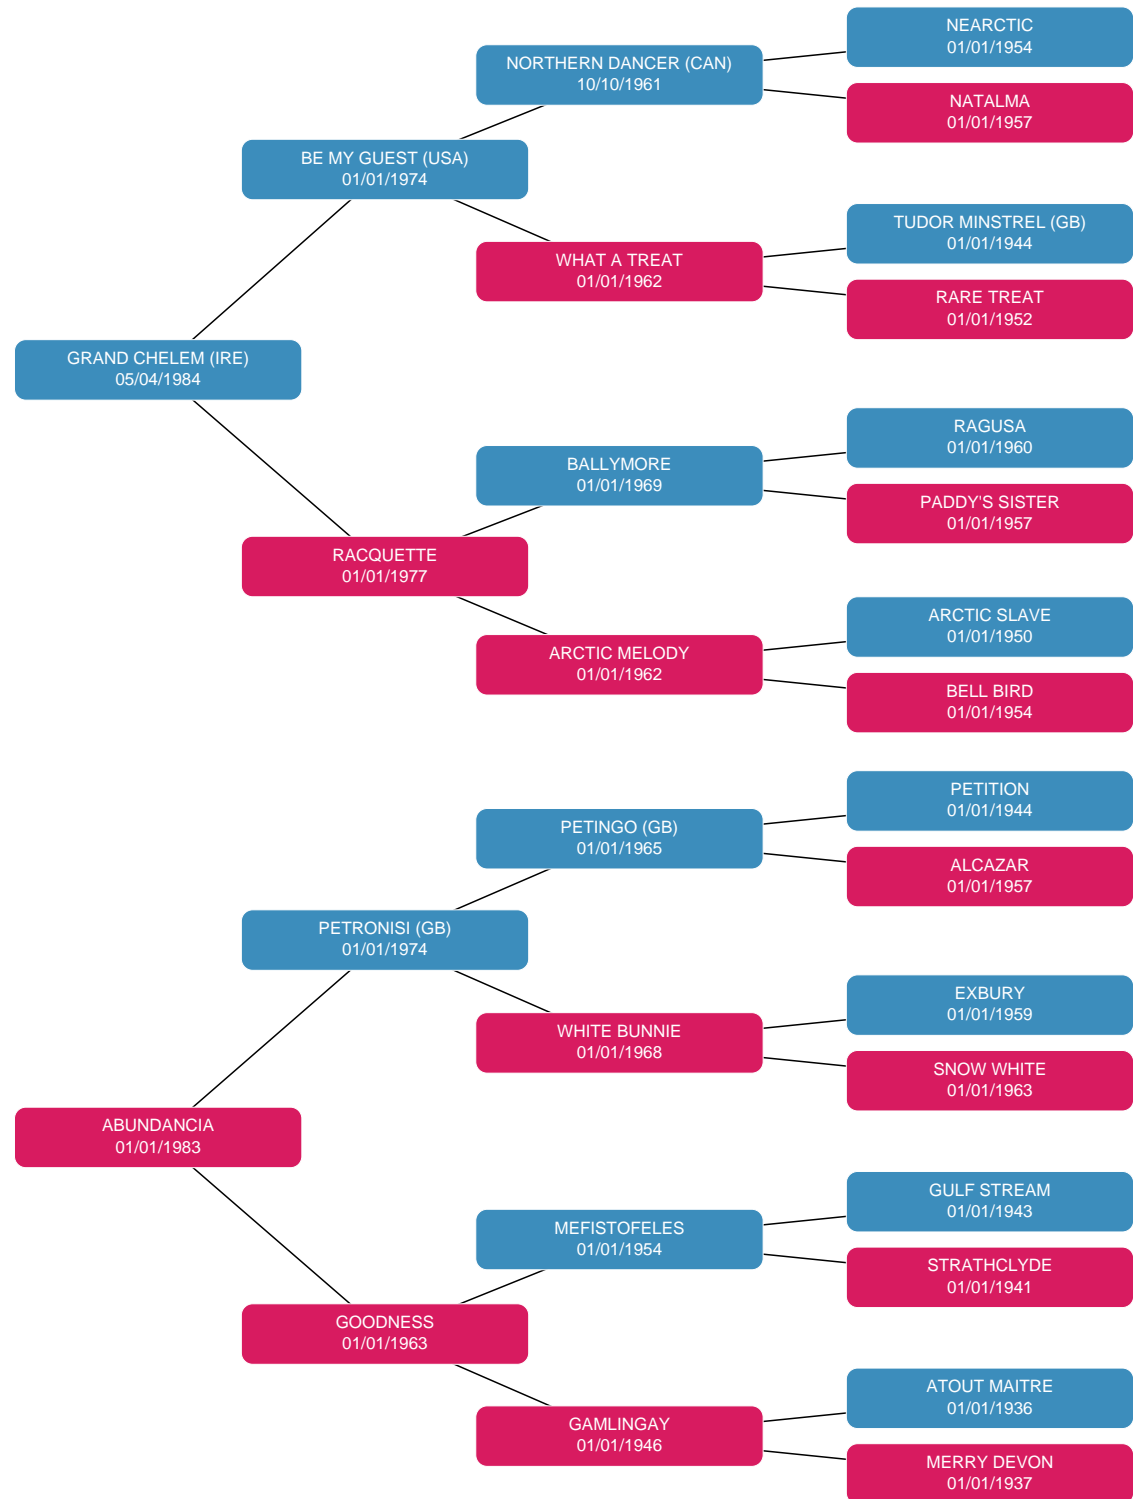 NEARCTIC
01/01/1954
NORTHERN DANCER (CAN)
10/10/1961
NATALMA
01/01/1957
BE MY GUEST (USA)
01/01/1974
TUDOR MINSTREL (GB)
01/01/1944
WHAT A TREAT
01/01/1962
RARE TREAT
01/01/1952
GRAND CHELEM (IRE)
05/04/1984
RAGUSA
01/01/1960
BALLYMORE
01/01/1969
PADDY'S SISTER
01/01/1957
RACQUETTE
01/01/1977
ARCTIC SLAVE
01/01/1950
ARCTIC MELODY
01/01/1962
BELL BIRD
01/01/1954
PETITION
01/01/1944
PETINGO (GB)
01/01/1965
ALCAZAR
01/01/1957
PETRONISI (GB)
01/01/1974
EXBURY
01/01/1959
WHITE BUNNIE
01/01/1968
SNOW WHITE
01/01/1963
ABUNDANCIA
01/01/1983
GULF STREAM
01/01/1943
MEFISTOFELES
01/01/1954
STRATHCLYDE
01/01/1941
GOODNESS
01/01/1963
ATOUT MAITRE
01/01/1936
GAMLINGAY
01/01/1946
MERRY DEVON
01/01/1937